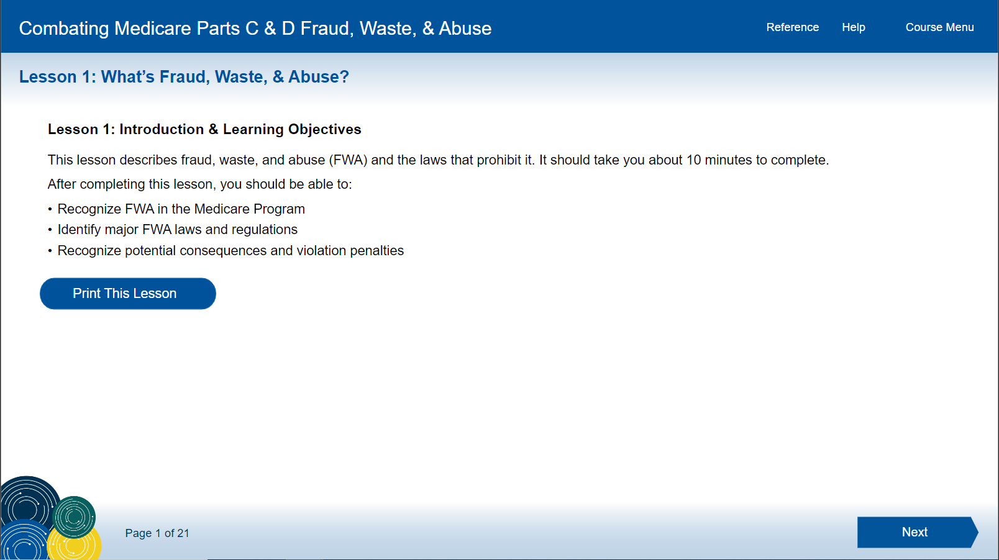 Combating Medicare Parts C & D Fraud, Waste, & Abuse
Reference
Help
Course Menu
Lesson 1: What’s Fraud, Waste, & Abuse?
Lesson 1: Introduction & Learning Objectives
This lesson describes fraud, waste, and abuse (FWA) and the laws that prohibit it. It should take you about 10 minutes to complete.
After completing this lesson, you should be able to:
• Recognize FWA in the Medicare Program
• Identify major FWA laws and regulations
• Recognize potential consequences and violation penalties
Print This Lesson
Page 1 of 21
Next